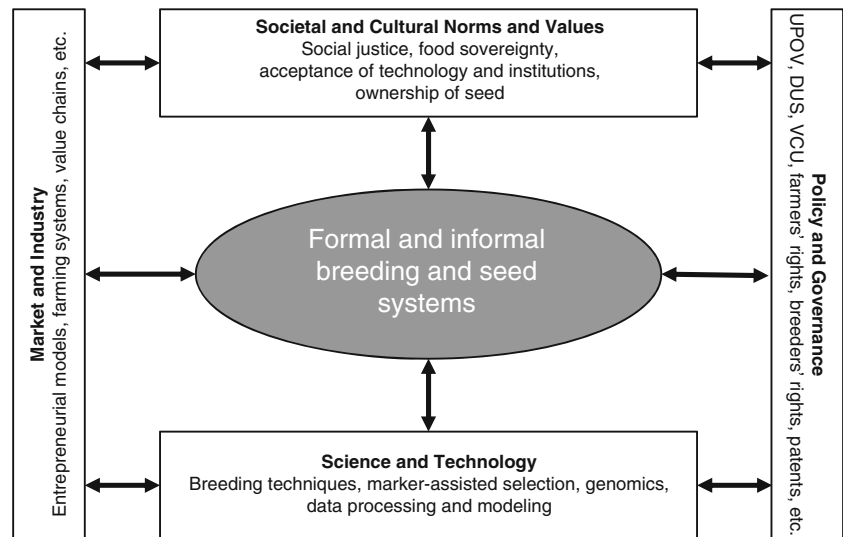 Societal and Cultural Norms and Values
Social justice, food sovereignty,
acceptance of technology and institutions,
ownership of seed
Market and Industry
Entrepreneurial models, farming systems, value chains, etc.
Formal and informal
breeding and seed
systems
Policy and Governance
UPOV, DUS, VCU, farmers' rights, breeders' rights, patents, etc.
Science and Technology
Breeding techniques, marker-assisted selection, genomics,
data processing and modeling